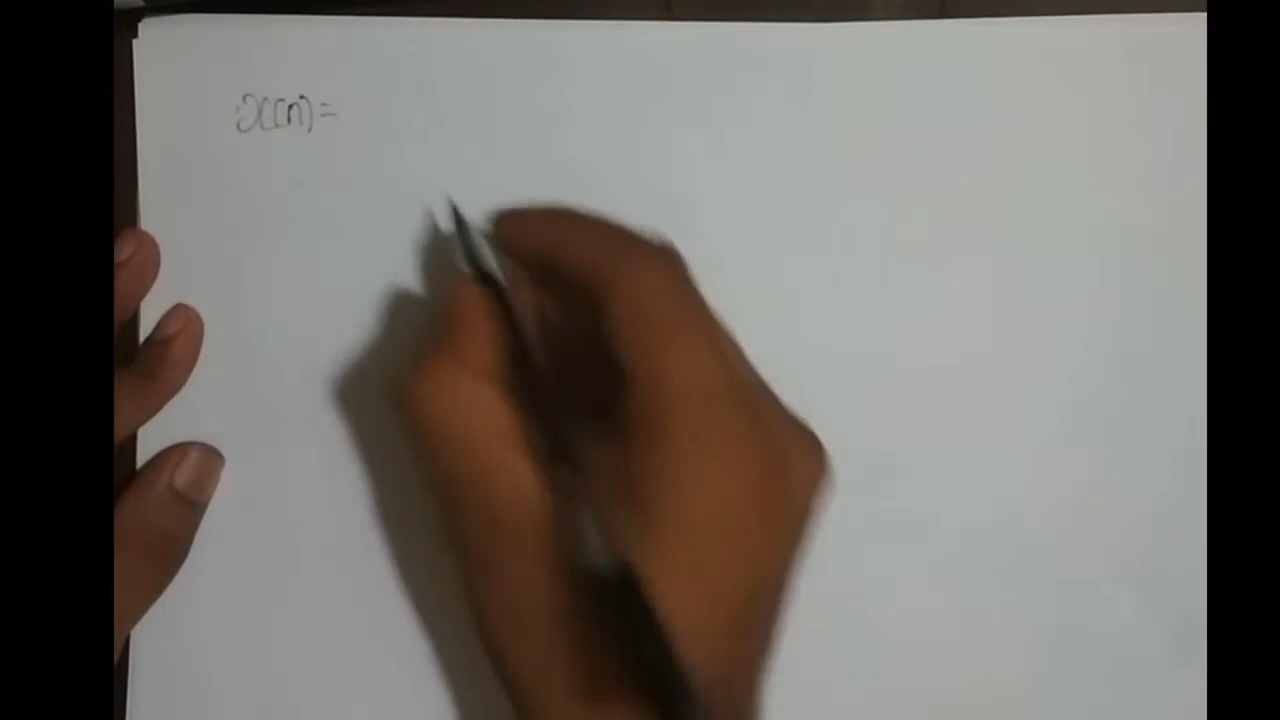 x(n) =